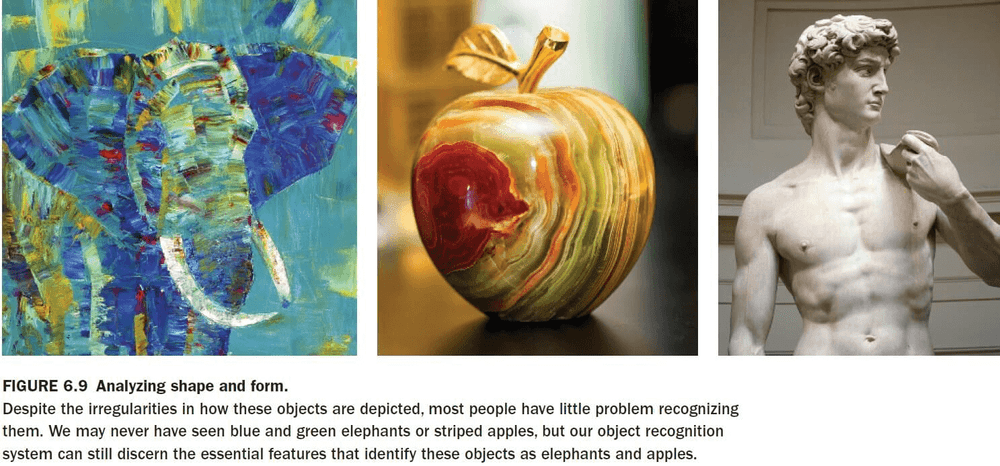 FIGURE 6.9 Analyzing shape and form.
Despite the irregularities in how these objects are depicted, most people have little problem recognizing
them. We may never have seen blue and green elephants or striped apples, but our object recognition
system can still discern the essential features that identify these objects as elephants and apples.